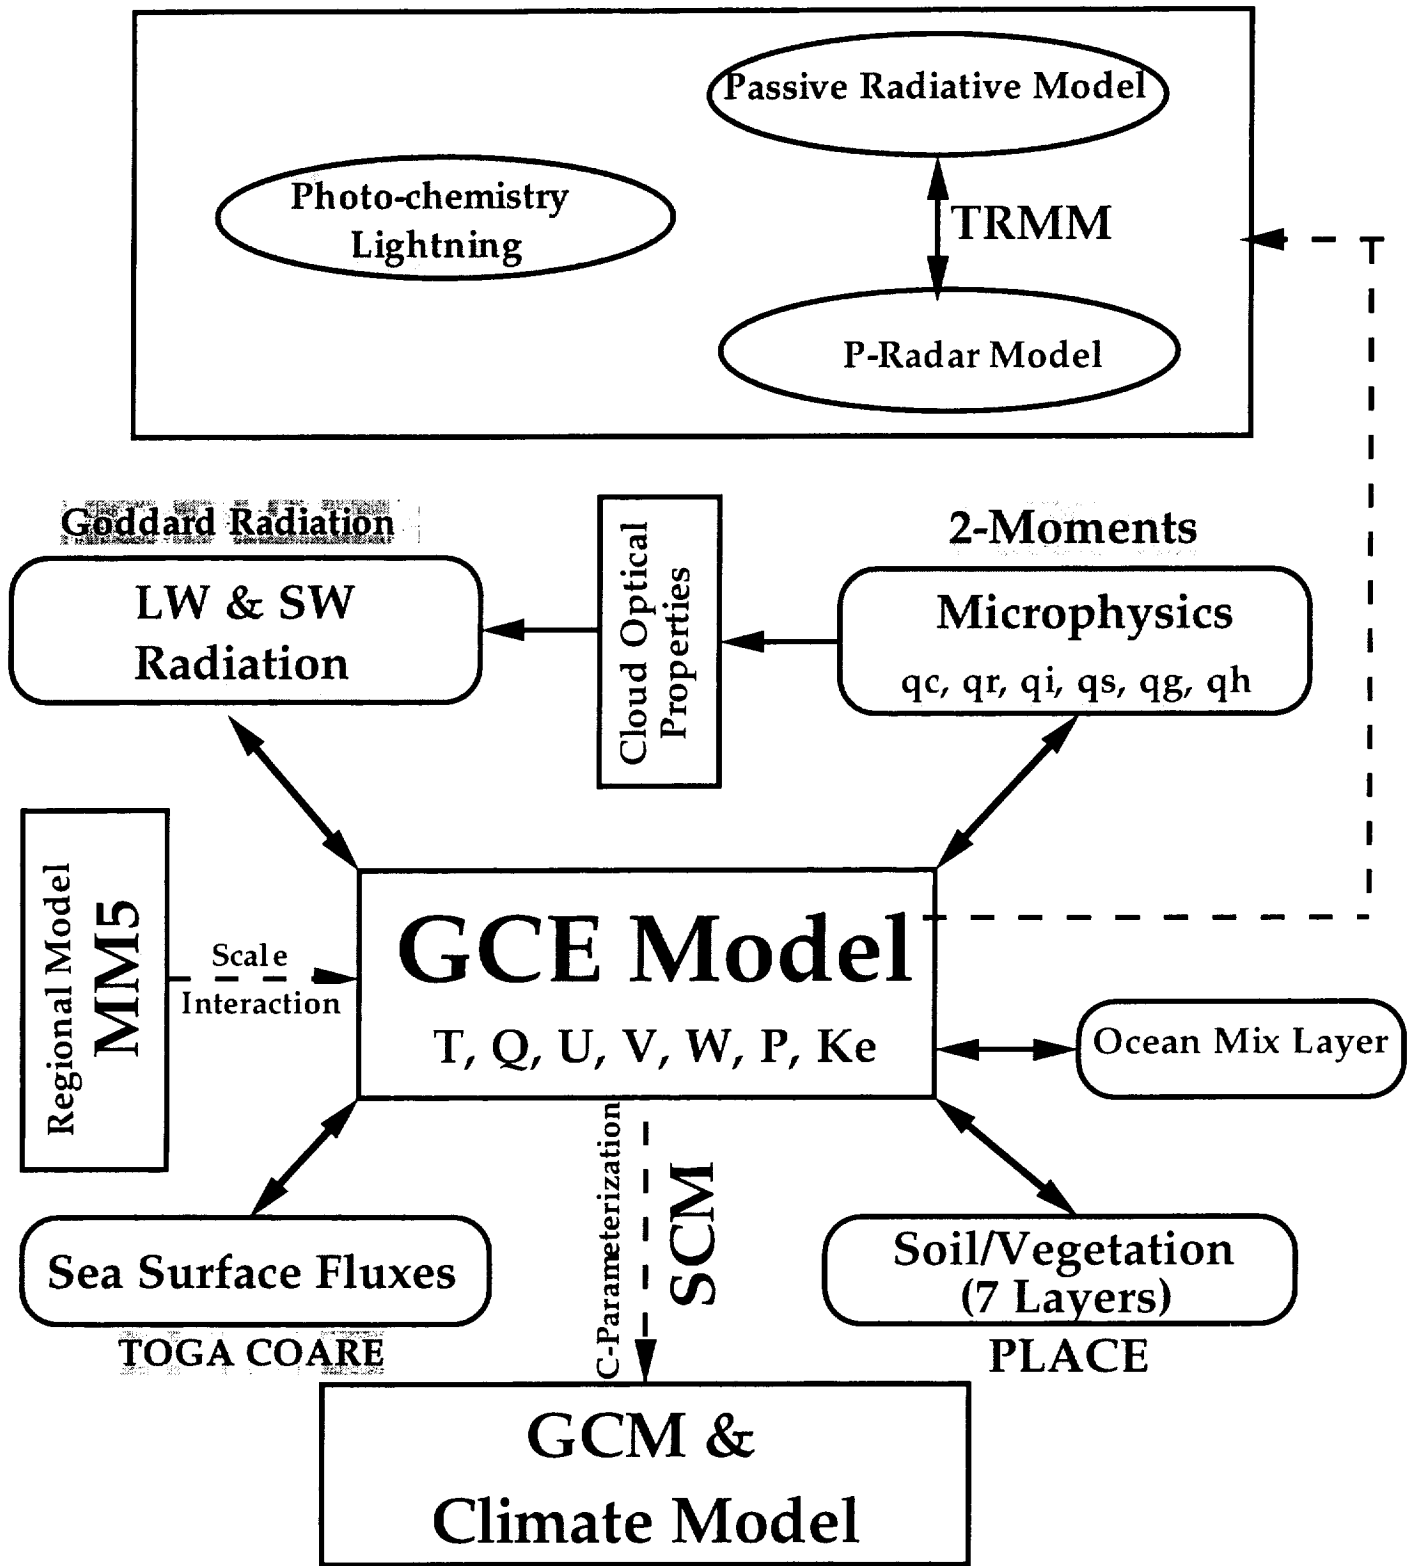 Passive Radiative Model
Photo-chemistry
Lightning
TRMM
P-Radar Model
Goddard Radiation
LW & SW
Radiation
Cloud Optical
Properties
2-Moments
Microphysics
qc, qr, qi, qs, qg, qh
Regional Model
MM5
Scale
Interaction
GCE Model
T, Q, U, V, W, P, Ke
Ocean Mix Layer
C-Parameterization
SCM
Sea Surface Fluxes
TOGA COARE
Soil/Vegetation
(7 Layers)
PLACE
GCM &
Climate Model